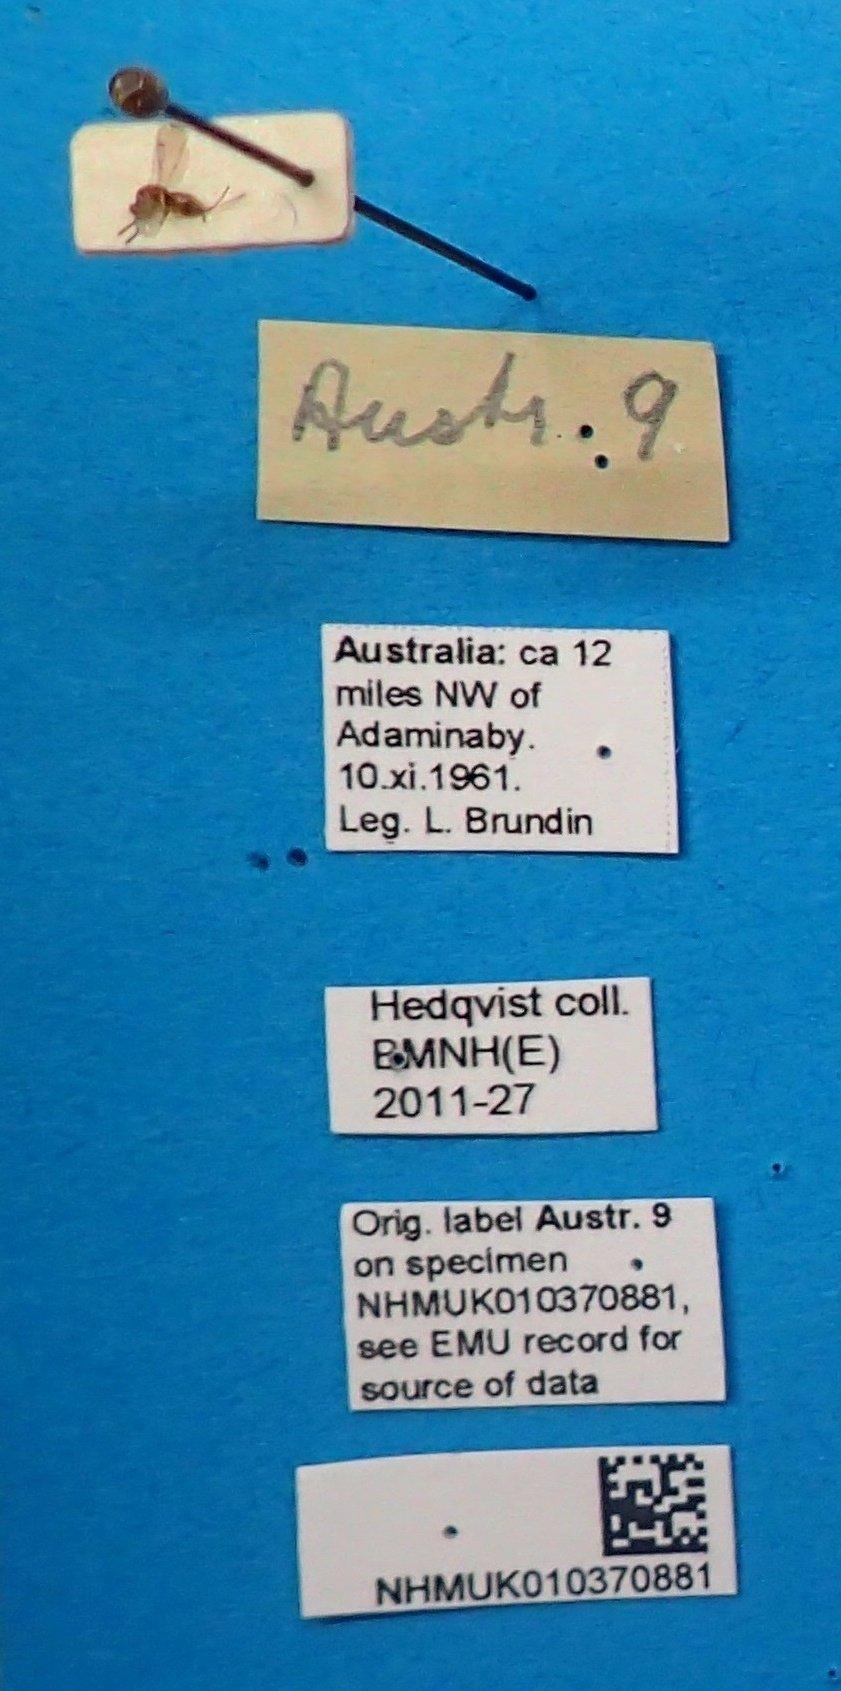 Austr. 9
Australia: ca 12
miles NW of
Adaminaby.
10.xi.1961.
Leg. L. Brundin
Hedqvist coll.
BMNH(E)
2011-27
Orig. label Austr. 9
on specimen
NHMUK010370881,
see EMU record for
source of data
NHMUK010370881